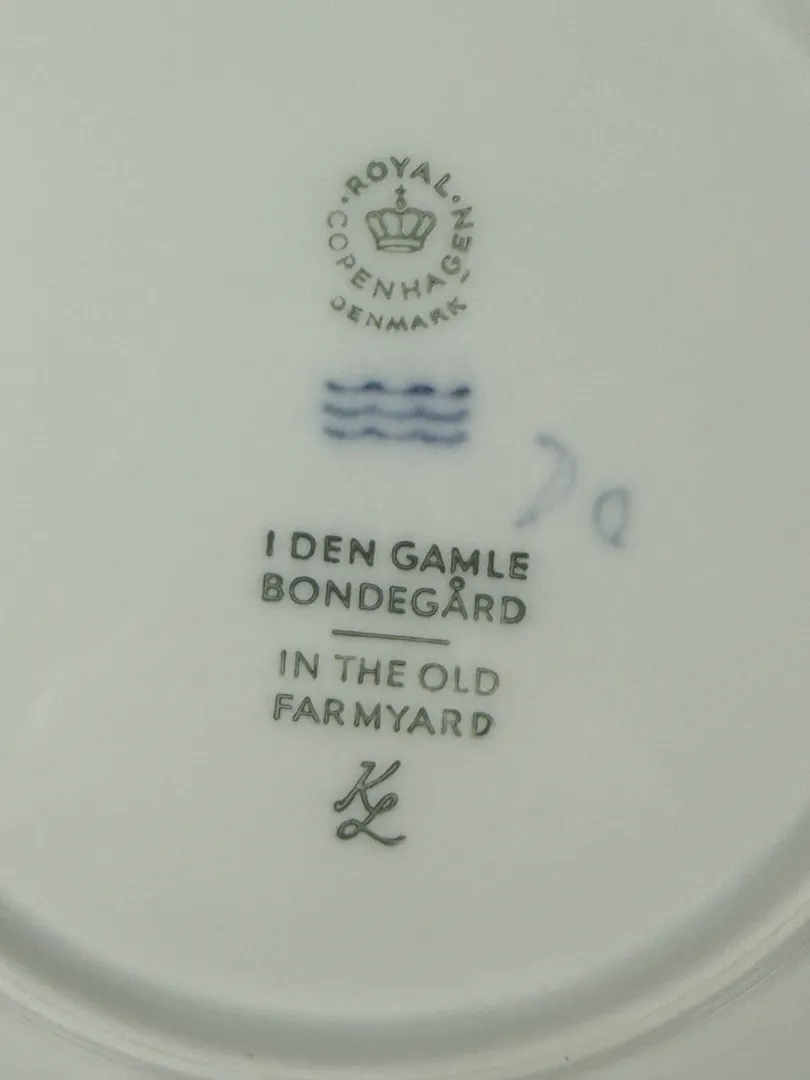 ROYAL
COPENHAGEN
DENMARK
I DEN GAMLE
BONDEGÅRD
IN THE OLD
FARMYARD
KL